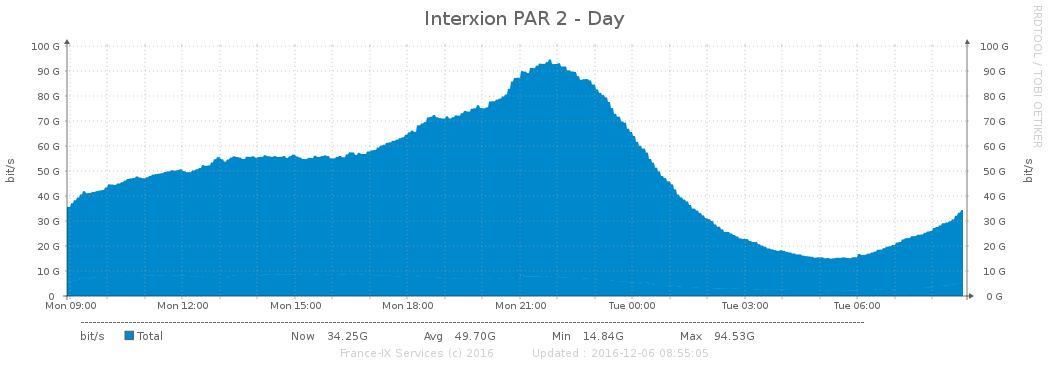 Interxion PAR 2 - Day
RRDTOOL / TOBI OETIKER
100 G 100 G
90 G 90 G
80 G 80 G
70 G 70 G
60 G 60 G
50 G 50 G
40 G 40 G
30 G 30 G
20 G 20 G
10 G 10 G
0 0 G
bit/s bit/s
Mon 09:00 Mon 12:00 Mon 15:00 Mon 18:00 Mon 21:00 Tue 00:00 Tue 03:00 Tue 06:00
bit/s Total Now 34.25G Avg 49.70G Min 14.84G Max 94.53G
France-IX Services (c) 2016 Updated : 2016-12-06 08:55:05